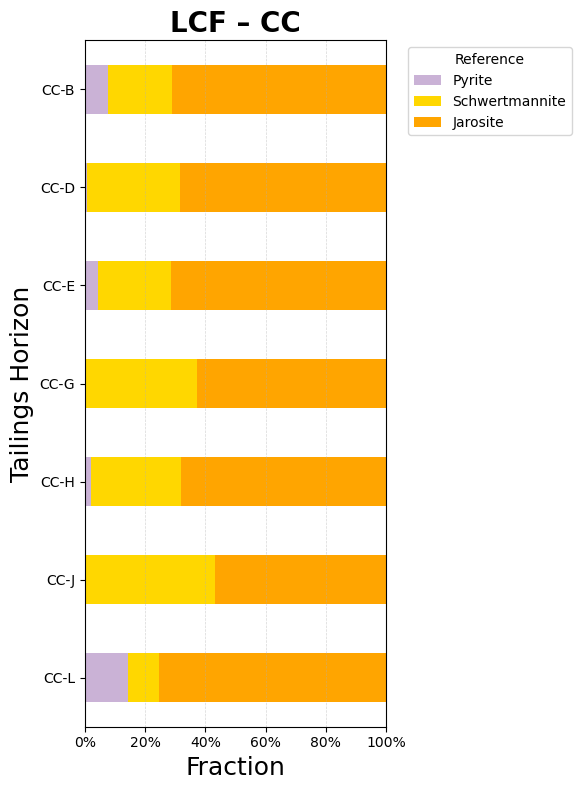 LCF – CC
Reference
Pyrite
Schwertmannite
Jarosite
Tailings Horizon
CC-B
CC-D
CC-E
CC-G
CC-H
CC-J
CC-L
0% 20% 40% 60% 80% 100%
Fraction